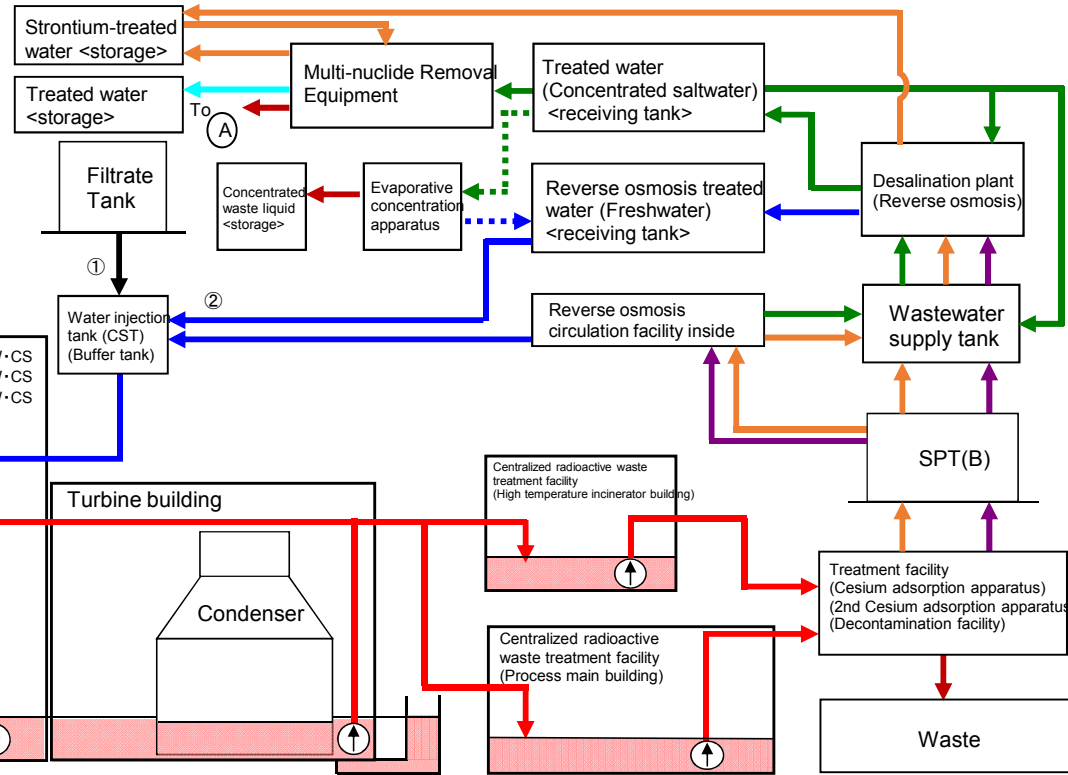 Strontium-treated
water <storage>
Treated water
<storage>
To
A
Multi-nuclide Removal
Equipment
Treated water
(Concentrated saltwater)
<receiving tank>
Filtrate
Tank
Concentrated
waste liquid
<storage>
Evaporative
concentration
apparatus
Reverse osmosis treated
water (Freshwater)
<receiving tank>
Desalination plant
(Reverse osmosis)
①
②
Water injection
tank (CST)
(Buffer tank)
Reverse osmosis
circulation facility inside
Wastewater
supply tank
・CS
・CS
・CS
SPT(B)
Turbine building
Condenser
Centralized radioactive waste
treatment facility
(High temperature incinerator building)
Centralized radioactive
waste treatment facility
(Process main building)
Treatment facility
(Cesium adsorption apparatus)
(2nd Cesium adsorption apparatus
(Decontamination facility)
Waste